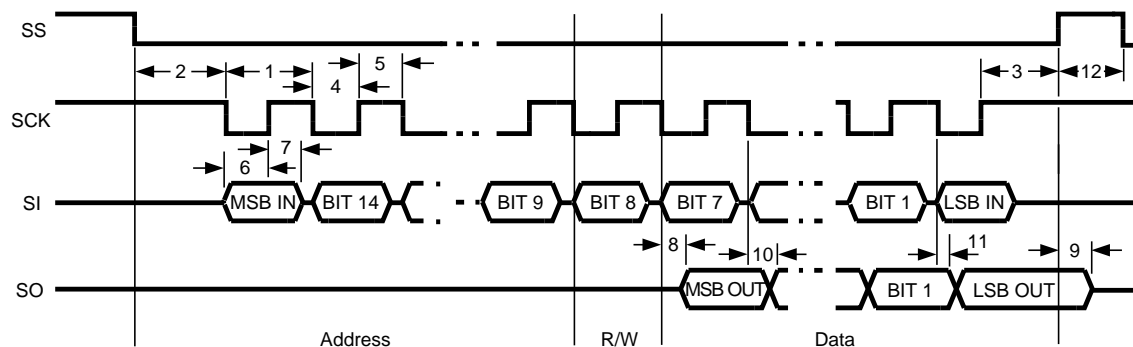 SS
2 1 5 4 3 12
SCK
6 7
SI MSB IN BIT 14 BIT 9 BIT 8 BIT 7 BIT 1 LSB IN
8 10 11 9
SO MSB OUT BIT 1 LSB OUT
Address R/W Data